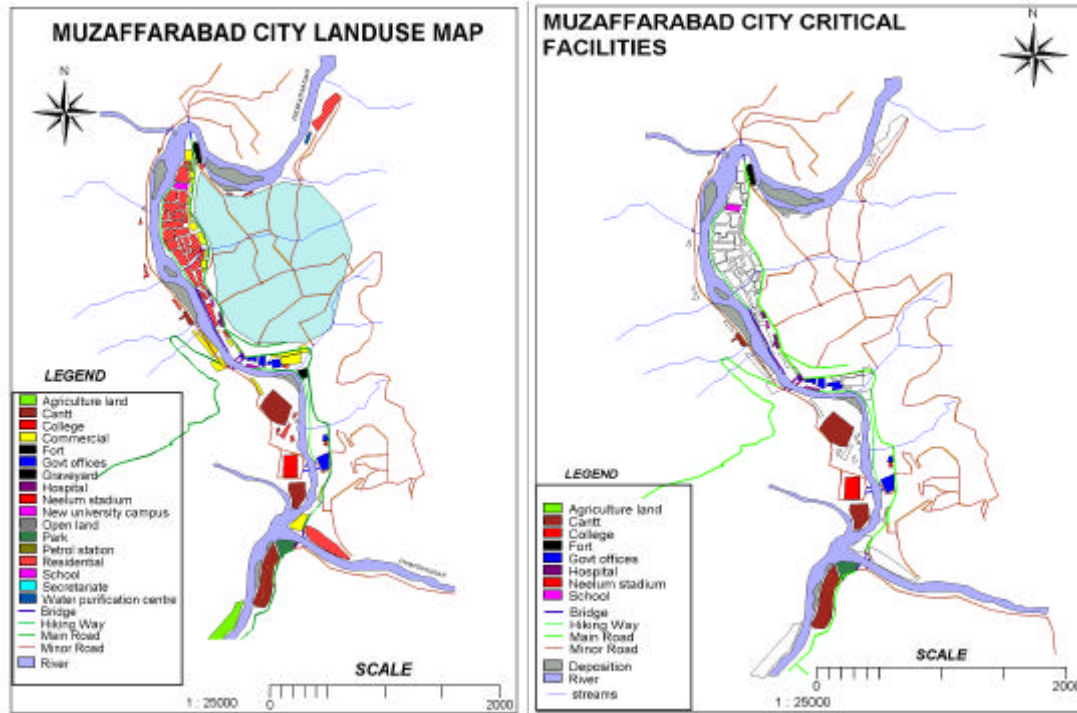 MUZAFFARABAD CITY LANDUSE MAP
N
LEGEND
Agriculture land
Cantt
College
Commercial
Fort
Govt offices
Graveyard
Hospital
Neelum stadium
New university campus
Open land
Park
Petrol station
Residential
School
Secretariate
Water purification centre
Bridge
Hiking Way
Main Road
Minor Road
River
SCALE
1 : 25000
0
2000
MUZAFFARABAD CITY CRITICAL
FACILITIES
N
LEGEND
Agriculture land
Cantt
College
Fort
Govt offices
Hospital
Neelum stadium
School
Bridge
Hiking Way
Main Road
Minor Road
Deposition
River
streams
SCALE
1 : 25000
0
2000